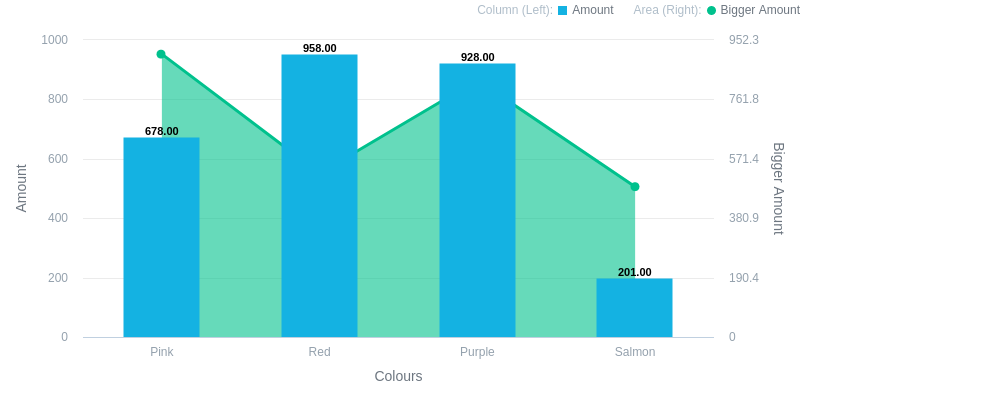 Column (Left): Amount Area (Right): Bigger Amount
1000 952.3
958.00
928.00
800 761.8
678.00
600 571.4
Amount
Bigger Amount
400 380.9
201.00
200 190.4
0 0
Pink Red Purple Salmon
Colours